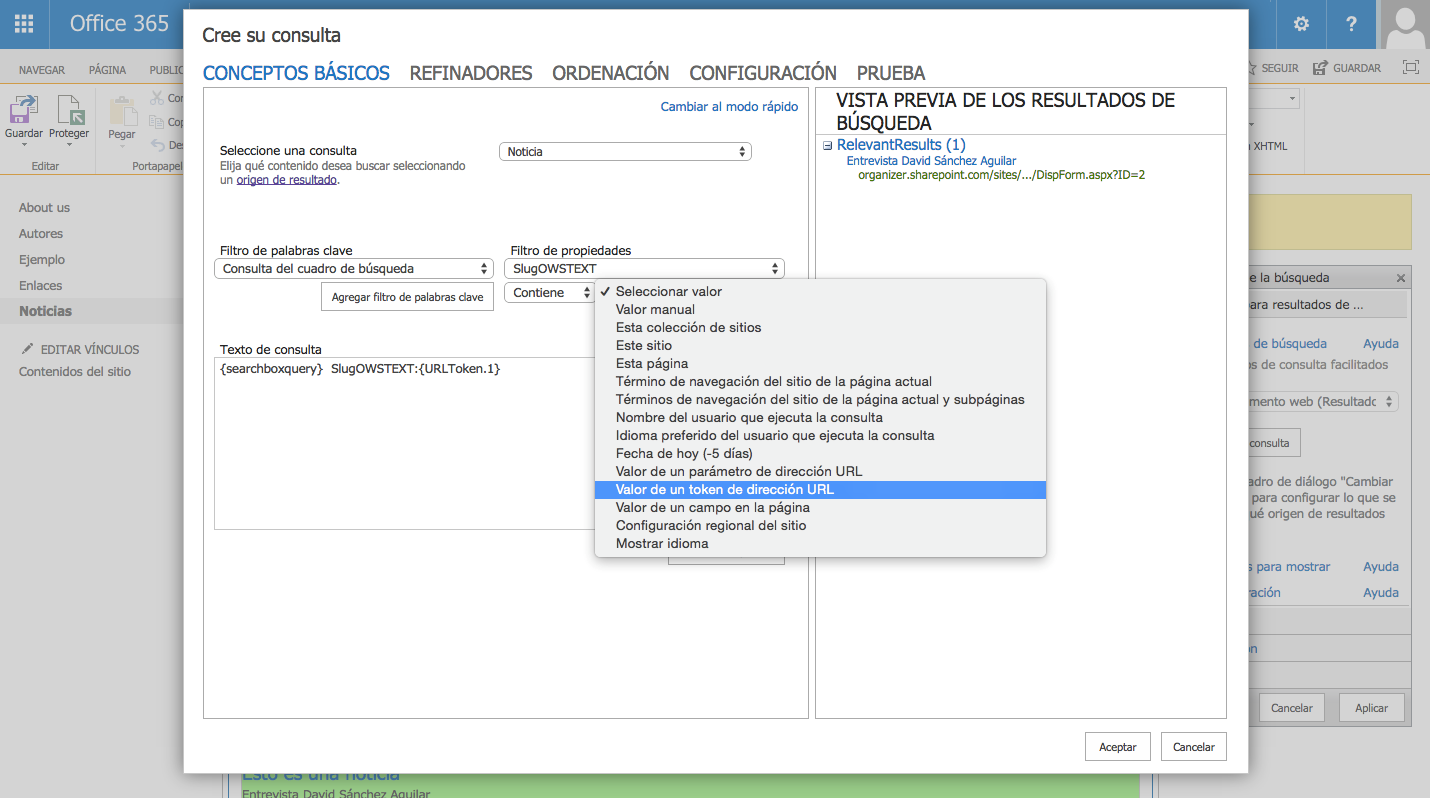 Office 365
?
NAVEGAR
PÁGINA
PUBLIC
SEGUIR
GUARDAR
Guardar
Proteger
Pegar
Editar
Portapapel
XHTML
About us
Autores
Ejemplo
Enlaces
Noticias
EDITAR VÍNCULOS
Contenidos del sitio
Cree su consulta
CONCEPTOS BÁSICOS
REFINADORES
ORDENACIÓN
CONFIGURACIÓN
PRUEBA
Cambiar al modo rápido
Seleccione una consulta
Elija qué contenido desea buscar seleccionando
un origen de resultado.
Noticia
Filtro de palabras clave
Consulta del cuadro de búsqueda
Agregar filtro de palabras clave
Filtro de propiedades
SlugOWSTEXT
Contiene
Seleccionar valor
Valor manual
Esta colección de sitios
Este sitio
Esta página
Término de navegación del sitio de la página actual
Términos de navegación del sitio de la página actual y subpáginas
Nombre del usuario que ejecuta la consulta
Idioma preferido del usuario que ejecuta la consulta
Fecha de hoy (-5 días)
Valor de un parámetro de dirección URL
Valor de un token de dirección URL
Valor de un campo en la página
Configuración regional del sitio
Mostrar idioma
Texto de consulta
{searchboxquery} SlugOWSTEXT:{URLToken.1}
VISTA PREVIA DE LOS RESULTADOS DE
BÚSQUEDA
RelevantResults (1)
Entrevista David Sánchez Aguilar
organizer.sharepoint.com/sites/.../DispForm.aspx?ID=2
Aceptar
Cancelar
e la búsqueda
para resultados de ...
de búsqueda
Ayuda
os de consulta facilitados
mento web (Resultado
consulta
adro de diálogo "Cambiar
para configurar lo que se
qué origen de resultados
s para mostrar
Ayuda
ración
Ayuda
ón
Cancelar
Aplicar
Esto es una noticia
Entrevista David Sánchez Aguilar